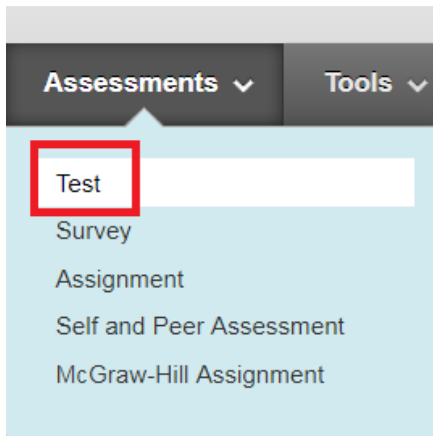 Assessments Tools
Test
Survey
Assignment
Self and Peer Assessment
McGraw-Hill Assignment